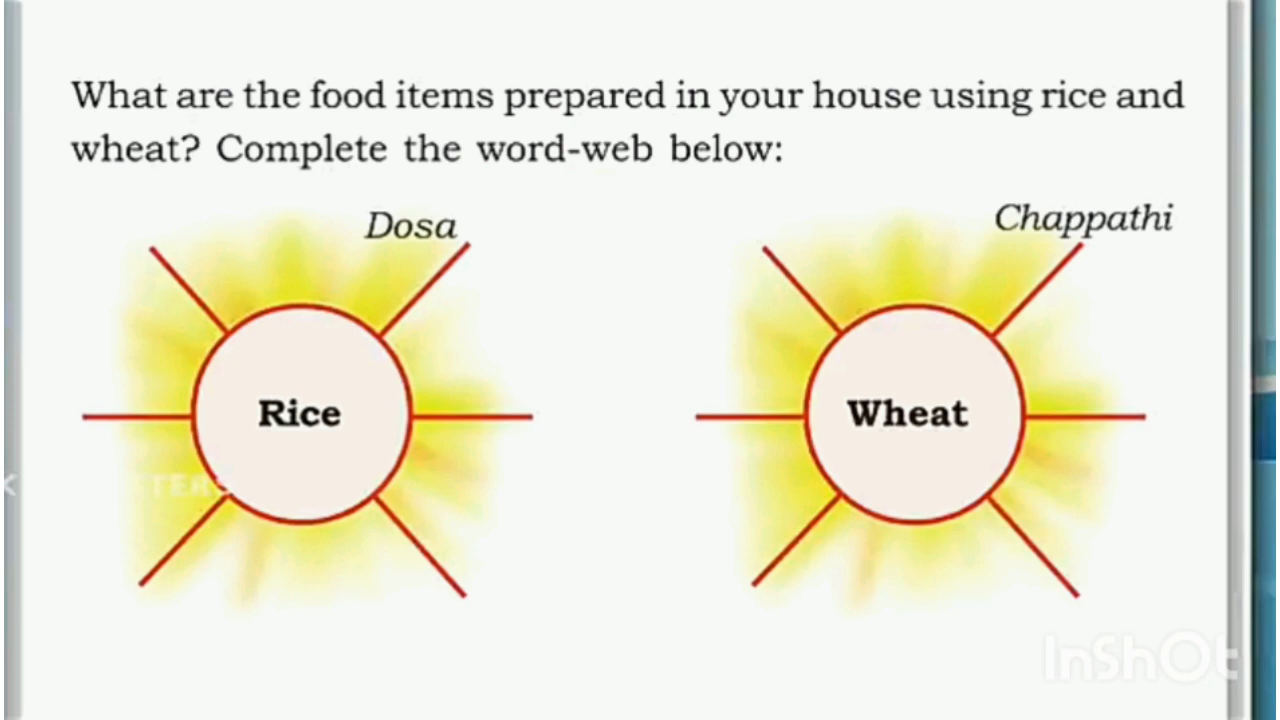 What are the food items prepared in your house using rice and
wheat? Complete the word-web below:
Dosa
Chappathi
Rice
Wheat
InShOt